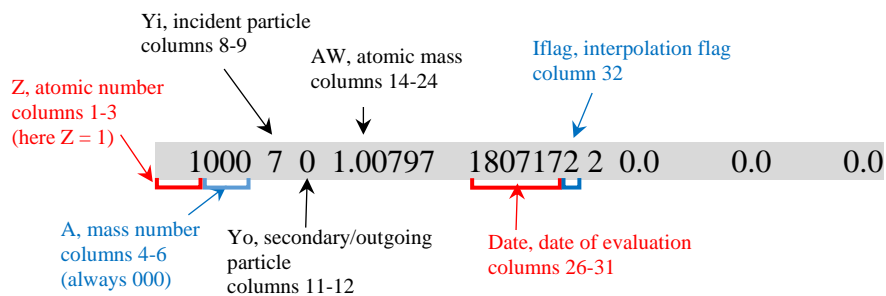 Yi, incident particle
columns 8-9
AW, atomic mass
columns 14-24
Iflag, interpolation flag
column 32
Z, atomic number
columns 1-3
(here Z = 1)
1000 7 0 1.00797 1807172 2 0.0 0.0 0.0
A, mass number
columns 4-6
(always 000)
Yo, secondary/outgoing
particle
columns 11-12
Date, date of evaluation
columns 26-31